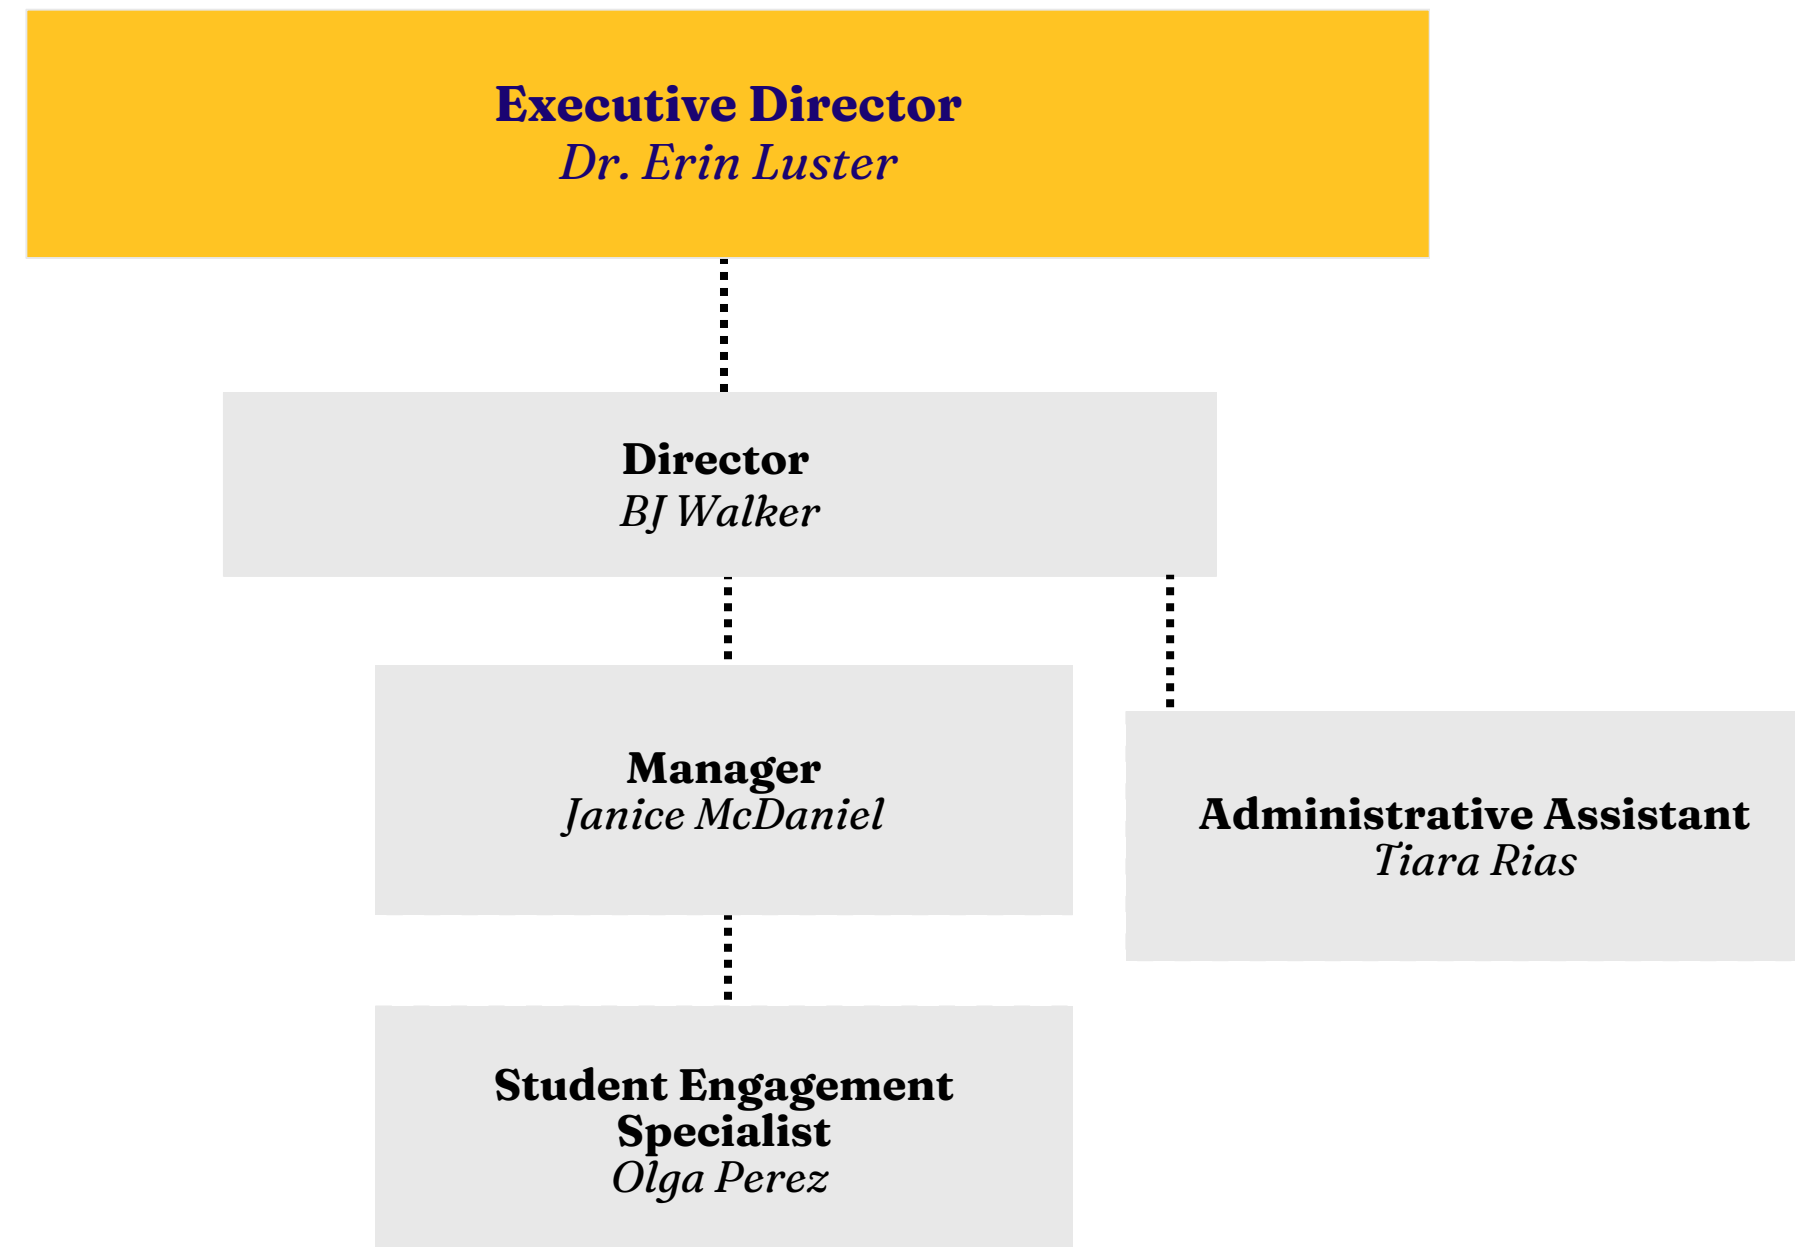 Executive Director
Dr. Erin Luster
Director
BJ Walker
Manager
Janice McDaniel
Administrative Assistant
Tiara Rias
Student Engagement
Specialist
Olga Perez